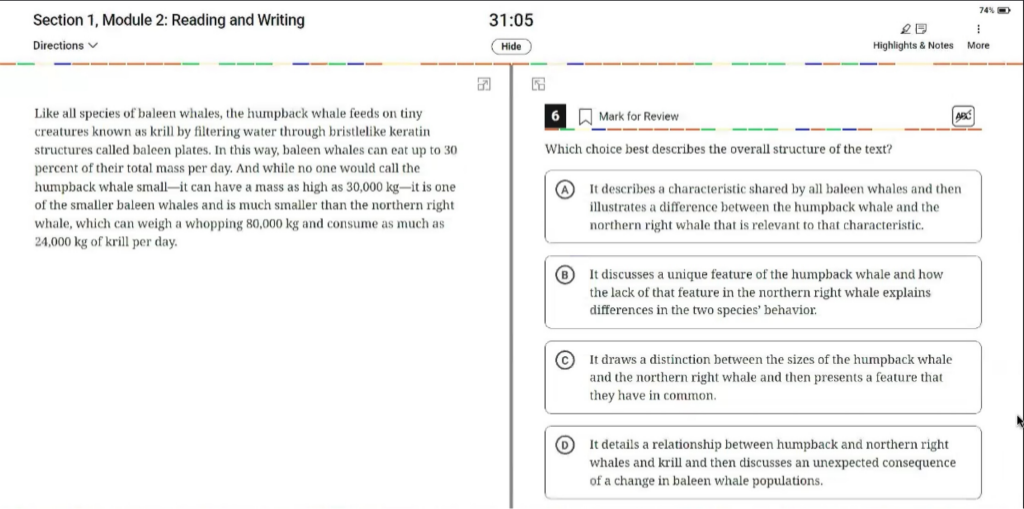 74%
Section 1, Module 2: Reading and Writing
31:05
Directions
Hide
Highlights & Notes
More
Like all species of baleen whales, the humpback whale feeds on tiny
creatures known as krill by filtering water through bristlelike keratin
structures called baleen plates. In this way, baleen whales can eat up to 30
percent of their total mass per day. And while no one would call the
humpback whale small—it can have a mass as high as 30,000 kg—it is one
of the smaller baleen whales and is much smaller than the northern right
whale, which can weigh a whopping 80,000 kg and consume as much as
24,000 kg of krill per day.
6
Mark for Review
ABC
Which choice best describes the overall structure of the text?
A
It describes a characteristic shared by all baleen whales and then
illustrates a difference between the humpback whale and the
northern right whale that is relevant to that characteristic.
B
It discusses a unique feature of the humpback whale and how
the lack of that feature in the northern right whale explains
differences in the two species' behavior.
C
It draws a distinction between the sizes of the humpback whale
and the northern right whale and then presents a feature that
they have in common.
D
It details a relationship between humpback and northern right
whales and krill and then discusses an unexpected consequence
of a change in baleen whale populations.